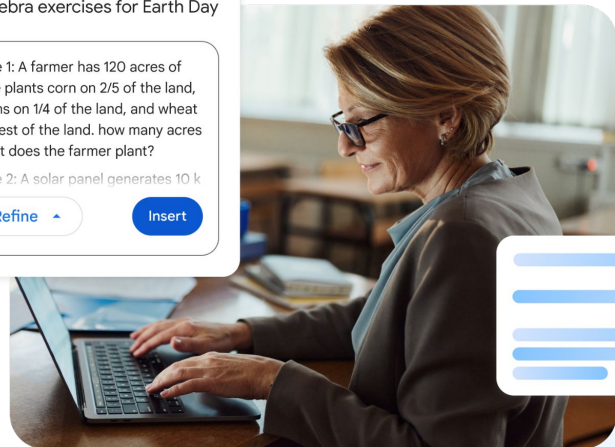 ebra exercises for Earth Day
e 1: A farmer has 120 acres of
plants corn on 2/5 of the land,
ns on 1/4 of the land, and wheat
est of the land. how many acres
t does the farmer plant?
e 2: A solar panel generates 10 k
Refine
Insert